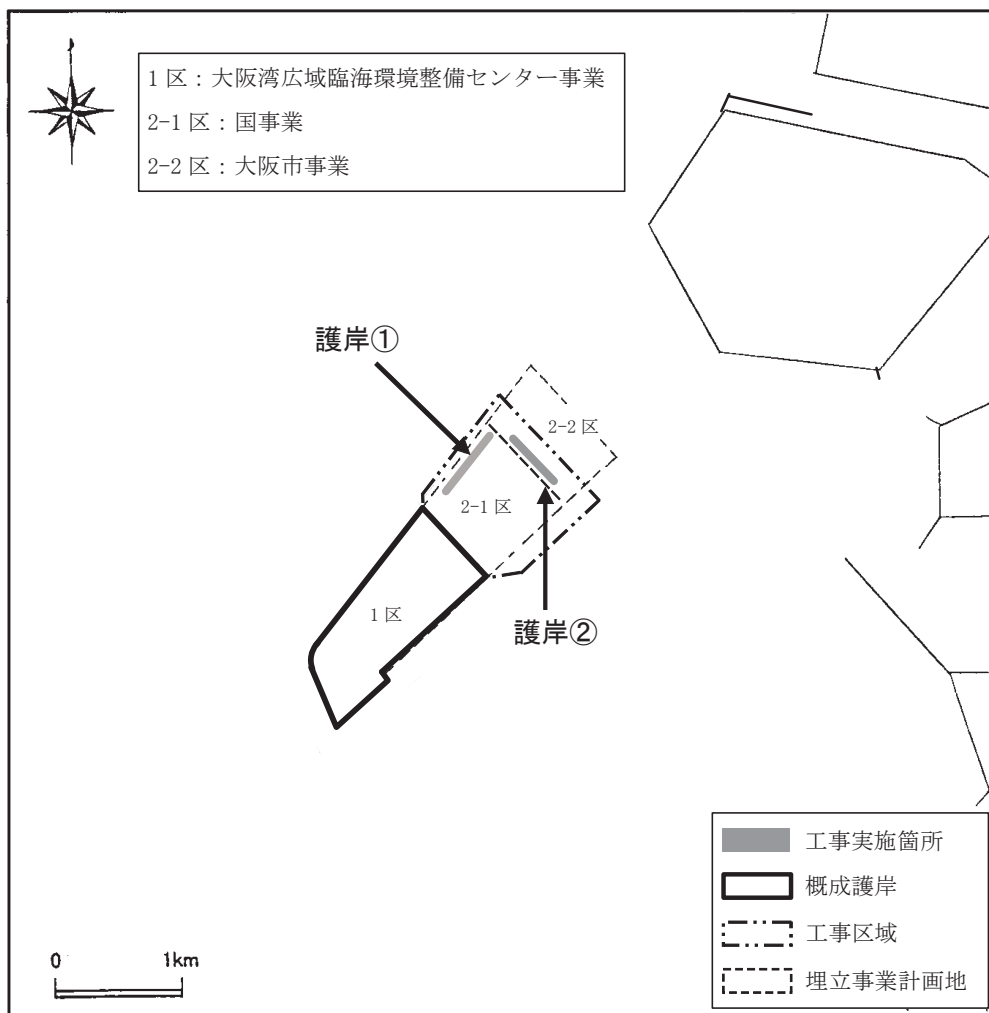 1 区：大阪湾広域臨海環境整備センター事業
2-1 区：国事業
2-2 区：大阪市事業
護岸①
2-2 区
2-1 区
1 区
護岸②
工事実施箇所
概成護岸
工事区域
埋立事業計画地
0 1km